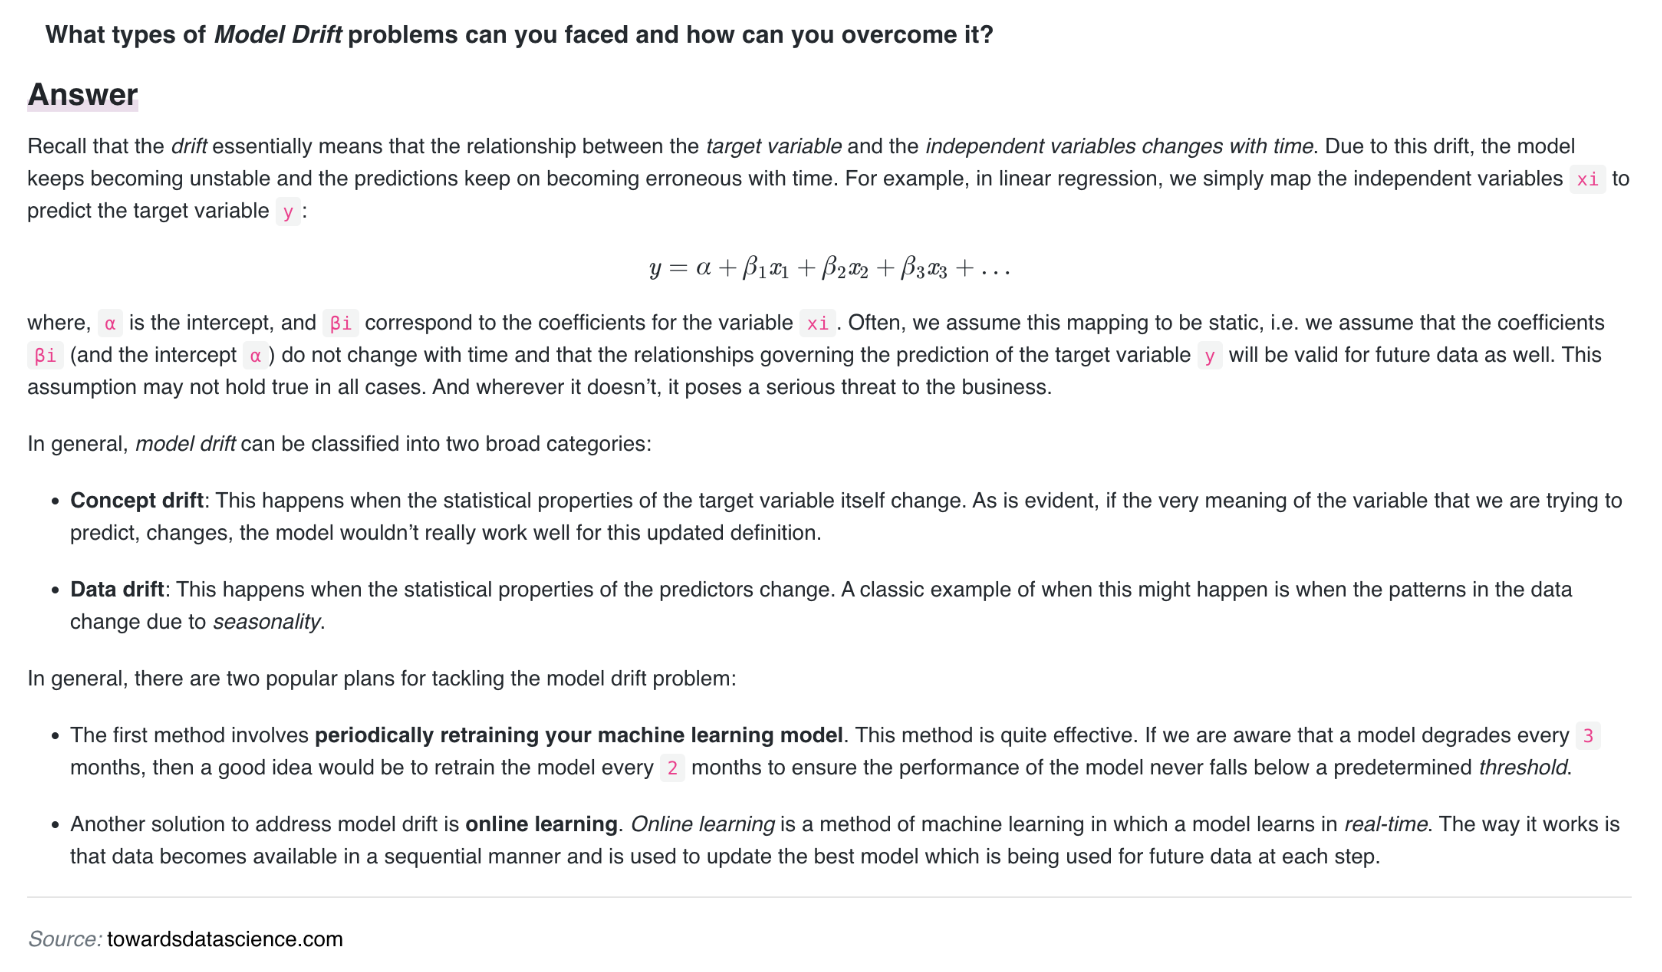 What types of Model Drift problems can you faced and how can you overcome it?
Answer
Recall that the drift essentially means that the relationship between the target variable and the independent variables changes with time. Due to this drift, the model
keeps becoming unstable and the predictions keep on becoming erroneous with time. For example, in linear regression, we simply map the independent variables xi to
predict the target variable y :
y = α + β₁x₁ + β₂x₂ + β₃x₃ + …
where, α is the intercept, and βi correspond to the coefficients for the variable xi . Often, we assume this mapping to be static, i.e. we assume that the coefficients
βi (and the intercept α ) do not change with time and that the relationships governing the prediction of the target variable y will be valid for future data as well. This
assumption may not hold true in all cases. And wherever it doesn’t, it poses a serious threat to the business.
In general, model drift can be classified into two broad categories:
• Concept drift: This happens when the statistical properties of the target variable itself change. As is evident, if the very meaning of the variable that we are trying to
predict, changes, the model wouldn’t really work well for this updated definition.
• Data drift: This happens when the statistical properties of the predictors change. A classic example of when this might happen is when the patterns in the data
change due to seasonality.
In general, there are two popular plans for tackling the model drift problem:
• The first method involves periodically retraining your machine learning model. This method is quite effective. If we are aware that a model degrades every 3
months, then a good idea would be to retrain the model every 2 months to ensure the performance of the model never falls below a predetermined threshold.
• Another solution to address model drift is online learning. Online learning is a method of machine learning in which a model learns in real-time. The way it works is
that data becomes available in a sequential manner and is used to update the best model which is being used for future data at each step.
Source: towardsdatascience.com